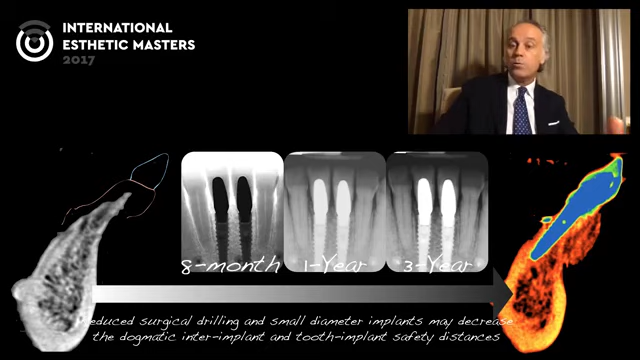 INTERNATIONAL
ESTHETIC MASTERS
2017
8-month 1-Year 3-Year
educed surgical drilling and small diameter implants may decrease
the dogmatic inter-implant and tooth-implant safety distances